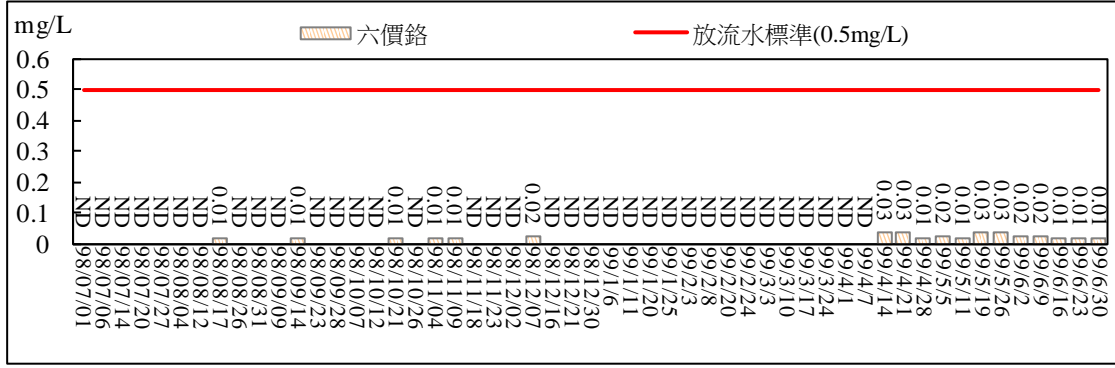 mg/L
六價鉻 放流水標準(0.5mg/L)
0.6
0.5
0.4
0.3
0.2
0.1
0
ND ND ND ND ND ND ND 0.01 ND ND ND 0.01 ND ND ND ND 0.01 ND 0.01 0.01 ND ND ND 0.02 ND ND ND ND ND ND ND ND ND ND ND ND ND ND ND ND ND 0.03 0.03 0.01 0.02 0.01 0.03 0.03 0.02 0.02 0.01 0.01 0.01
98/07/01 98/07/06 98/07/14 98/07/20 98/07/27 98/08/04 98/08/12 98/08/17 98/08/26 98/08/31 98/09/09 98/09/14 98/09/23 98/09/28 98/10/07 98/10/12 98/10/21 98/10/26 98/11/04 98/11/09 98/11/18 98/11/23 98/12/02 98/12/07 98/12/16 98/12/21 98/12/30 99/1/6 99/1/11 99/1/20 99/1/25 99/2/3 99/2/8 99/2/20 99/2/24 99/3/3 99/3/10 99/3/17 99/3/24 99/4/1 99/4/7 99/4/14 99/4/21 99/4/28 99/5/5 99/5/11 99/5/19 99/5/26 99/6/2 99/6/9 99/6/16 99/6/23 99/6/30